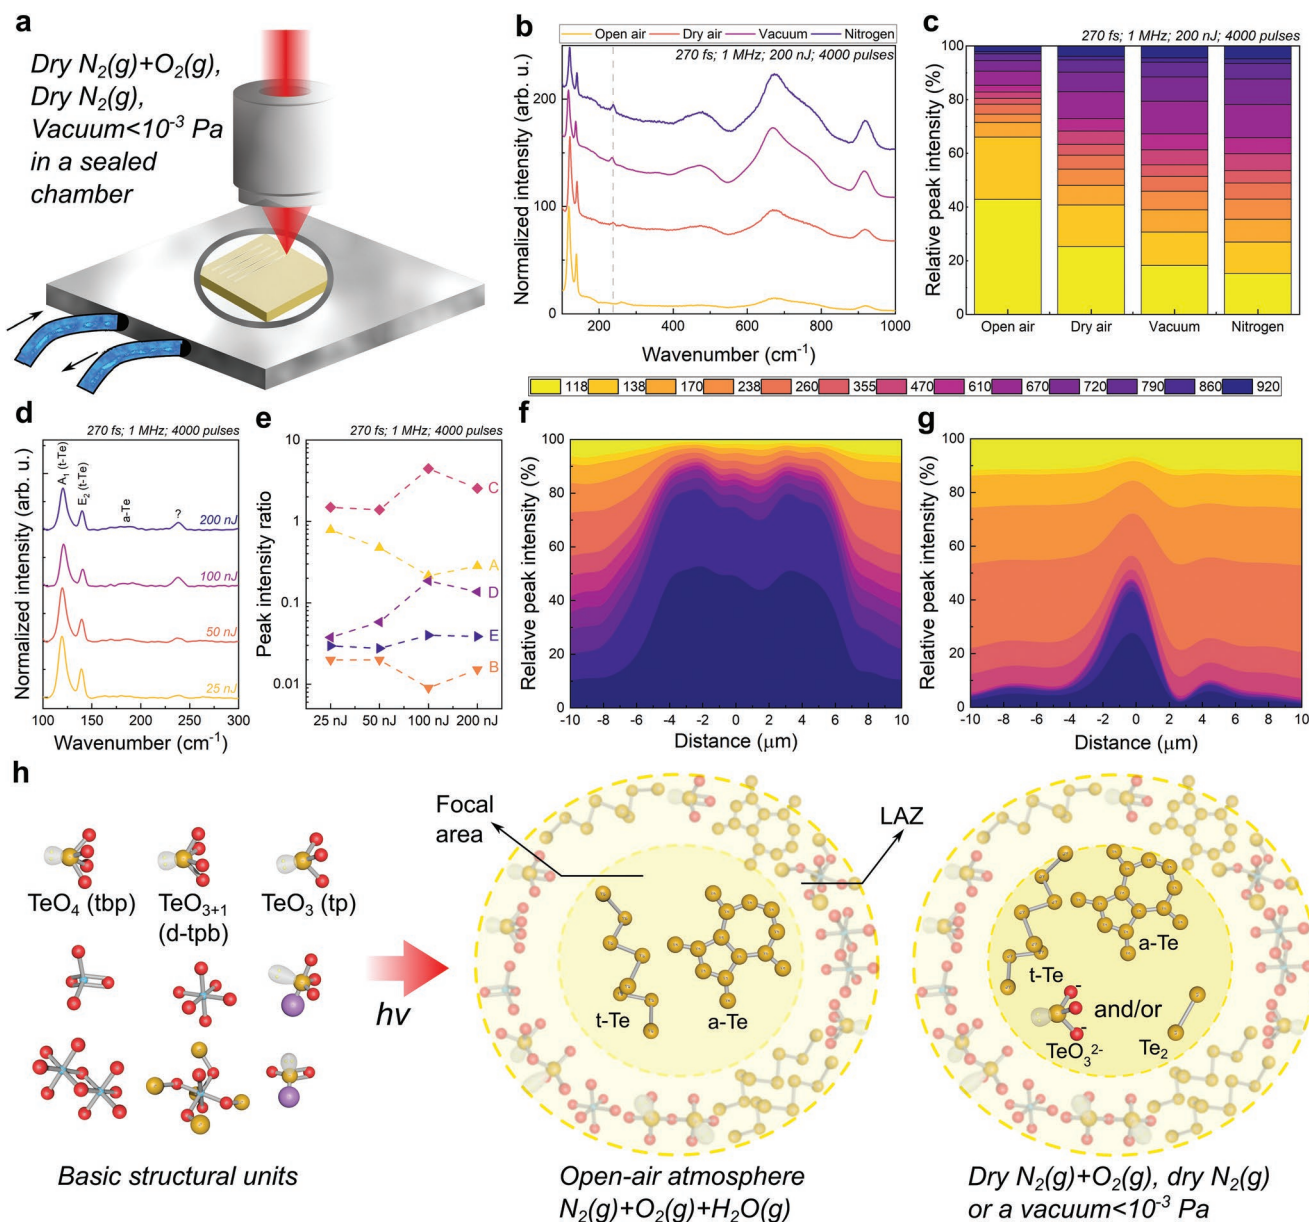 a
Dry N₂(g)+O₂(g),
Dry N₂(g),
Vacuum<10⁻³ Pa
in a sealed
chamber
b
Open air Dry air Vacuum Nitrogen
270 fs; 1 MHz; 200 nJ; 4000 pulses
Normalized intensity (arb. u.)
200
100
0
200 400 600 800 1000
Wavenumber (cm⁻¹)
c
270 fs; 1 MHz; 200 nJ; 4000 pulses
Relative peak intensity (%)
100
80
60
40
20
0
Open air Dry air Vacuum Nitrogen
118 138 170 238 260 355 470 610 670 720 790 860 920
d
270 fs; 1 MHz; 4000 pulses
Normalized intensity (arb. u.)
A₁ (t-Te)
E₂ (t-Te)
a-Te
?
200 nJ
100 nJ
50 nJ
25 nJ
100 150 200 250 300
Wavenumber (cm⁻¹)
e
270 fs; 1 MHz; 4000 pulses
Peak intensity ratio
10
1
0.1
0.01
C
A
D
E
B
25 nJ 50 nJ 100 nJ 200 nJ
f
Relative peak intensity (%)
100
80
60
40
20
0
-10 -8 -6 -4 -2 0 2 4 6 8 10
Distance (μm)
g
Relative peak intensity (%)
100
80
60
40
20
0
-10 -8 -6 -4 -2 0 2 4 6 8 10
Distance (μm)
h
TeO₄ (tbp)
TeO₃₊₁
(d-tpb)
TeO₃ (tp)
Basic structural units
hv
Focal
area
LAZ
t-Te
a-Te
Open-air atmosphere
N₂(g)+O₂(g)+H₂O(g)
a-Te
t-Te
-
and/or
-
TeO₃²⁻
Te₂
Dry N₂(g)+O₂(g), dry N₂(g)
or a vacuum<10⁻³ Pa